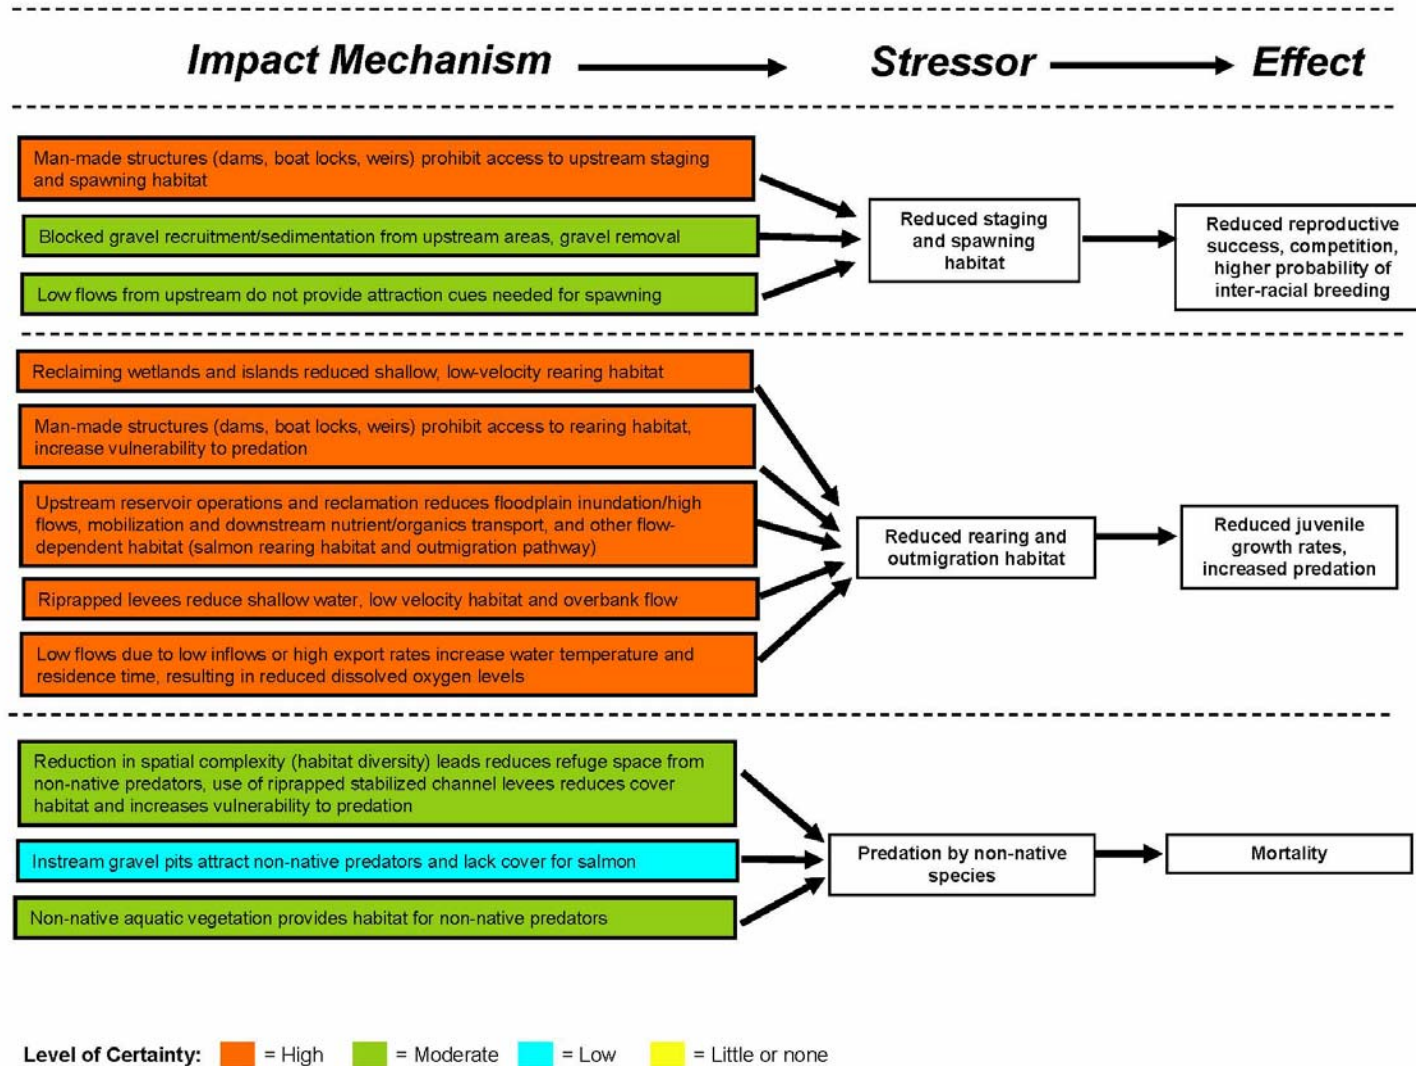 Impact Mechanism Stressor Effect
Man-made structures (dams, boat locks, weirs) prohibit access to upstream staging
and spawning habitat
Blocked gravel recruitment/sedimentation from upstream areas, gravel removal
Low flows from upstream do not provide attraction cues needed for spawning
Reduced staging
and spawning
habitat
Reduced reproductive
success, competition,
higher probability of
inter-racial breeding
Reclaiming wetlands and islands reduced shallow, low-velocity rearing habitat
Man-made structures (dams, boat locks, weirs) prohibit access to rearing habitat,
increase vulnerability to predation
Upstream reservoir operations and reclamation reduces floodplain inundation/high
flows, mobilization and downstream nutrient/organics transport, and other flow-
dependent habitat (salmon rearing habitat and outmigration pathway)
Riprapped levees reduce shallow water, low velocity habitat and overbank flow
Low flows due to low inflows or high export rates increase water temperature and
residence time, resulting in reduced dissolved oxygen levels
Reduced rearing and
outmigration habitat
Reduced juvenile
growth rates,
increased predation
Reduction in spatial complexity (habitat diversity) leads reduces refuge space from
non-native predators, use of riprapped stabilized channel levees reduces cover
habitat and increases vulnerability to predation
Instream gravel pits attract non-native predators and lack cover for salmon
Non-native aquatic vegetation provides habitat for non-native predators
Predation by non-native
species
Mortality
Level of Certainty: = High = Moderate = Low = Little or none